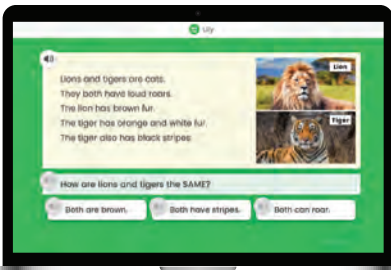 Lily
Lion
Lions and tigers are cats.
They both have loud roars.
The lion has brown fur.
The tiger has orange and white fur.
The tiger also has black stripes.
Tiger
How are lions and tigers the SAME?
Both are brown.
Both have stripes.
Both can roar.